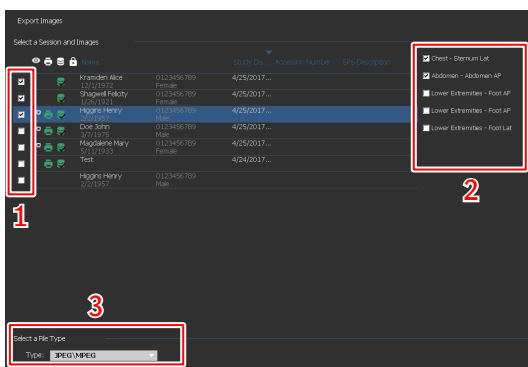 Export Images
Select a Session and Images
Name Study Da... Accession Number SPS Description
Kramden Alice 0123456789 4/25/2017...
12/1/1972 Female
Shagwell Felicity 0123456789 4/25/2017...
1/26/1921 Female
Higgins Henry 0123456789 4/25/2017...
2/2/1957 Male
Doe John 0123456789 4/25/2017...
3/7/1975 Male
Magdalene Mary 0123456789 4/25/2017...
5/11/1933 Female
Test 4/24/2017...
Higgins Henry 0123456789
2/2/1957 Male
1
Chest - Sternum Lat
Abdomen - Abdomen AP
Lower Extremities - Foot AP
Lower Extremities - Foot AP
Lower Extremities - Foot Lat
2
3
Select a File Type
Type: JPEG\MPEG